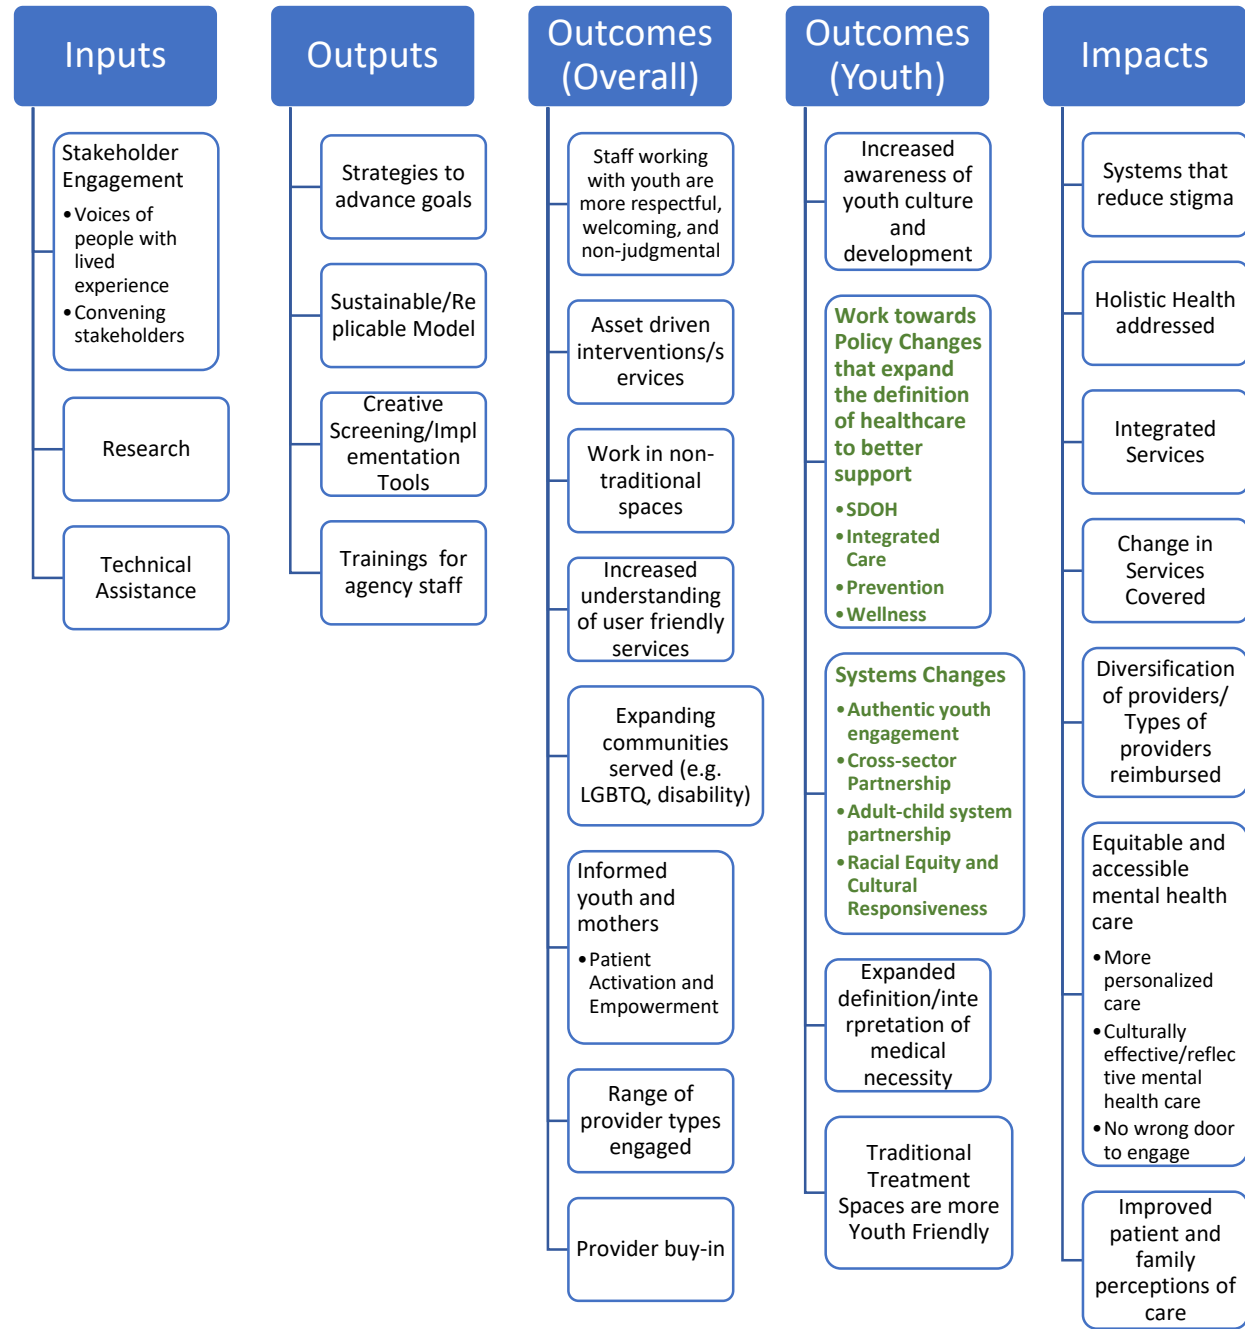 Inputs
Stakeholder
Engagement
•Voices of
people with
lived
experience
•Convening
stakeholders
Research
Technical
Assistance
Outputs
Strategies to
advance goals
Sustainable/Re
plicable Model
Creative
Screening/Impl
ementation
Tools
Trainings for
agency staff
Outcomes
(Overall)
Staff working
with youth are
more respectful,
welcoming, and
non-judgmental
Asset driven
interventions/s
ervices
Work in non-
traditional
spaces
Increased
understanding
of user friendly
services
Expanding
communities
served (e.g.
LGBTQ, disability)
Informed
youth and
mothers
•Patient
Activation and
Empowerment
Range of
provider types
engaged
Provider buy-in
Outcomes
(Youth)
Increased
awareness of
youth culture
and
development
Work towards
Policy Changes
that expand
the definition
of healthcare
to better
support
•SDOH
•Integrated
Care
•Prevention
•Wellness
Systems Changes
•Authentic youth
engagement
•Cross-sector
Partnership
•Adult-child system
partnership
•Racial Equity and
Cultural
Responsiveness
Expanded
definition/inte
rpretation of
medical
necessity
Traditional
Treatment
Spaces are more
Youth Friendly
Impacts
Systems that
reduce stigma
Holistic Health
addressed
Integrated
Services
Change in
Services
Covered
Diversification
of providers/
Types of
providers
reimbursed
Equitable and
accessible
mental health
care
•More
personalized
care
•Culturally
effective/reflec
tive mental
health care
•No wrong door
to engage
Improved
patient and
family
perceptions of
care